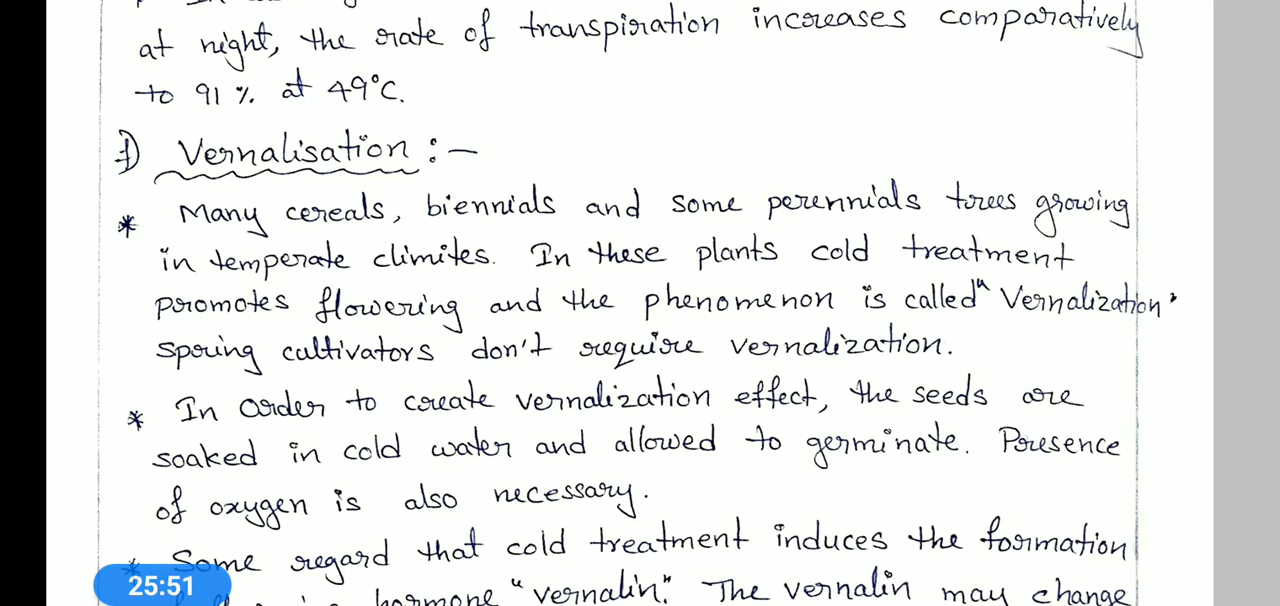 at night, the rate of transpiration increases comparatively
to 91 % at 49°C.
f) Vernalisation :-
* Many cereals, biennials and some perennials trees growing
in temperate climites. In these plants cold treatment
promotes flowering and the phenomenon is called "Vernalization"
Spring cultivators don't require vernalization.
* In order to create vernalization effect, the seeds are
soaked in cold water and allowed to germinate. Presence
of oxygen is also necessary.
* Some regard that cold treatment induces the formation
hormone "vernalin". The vernalin may change
25:51